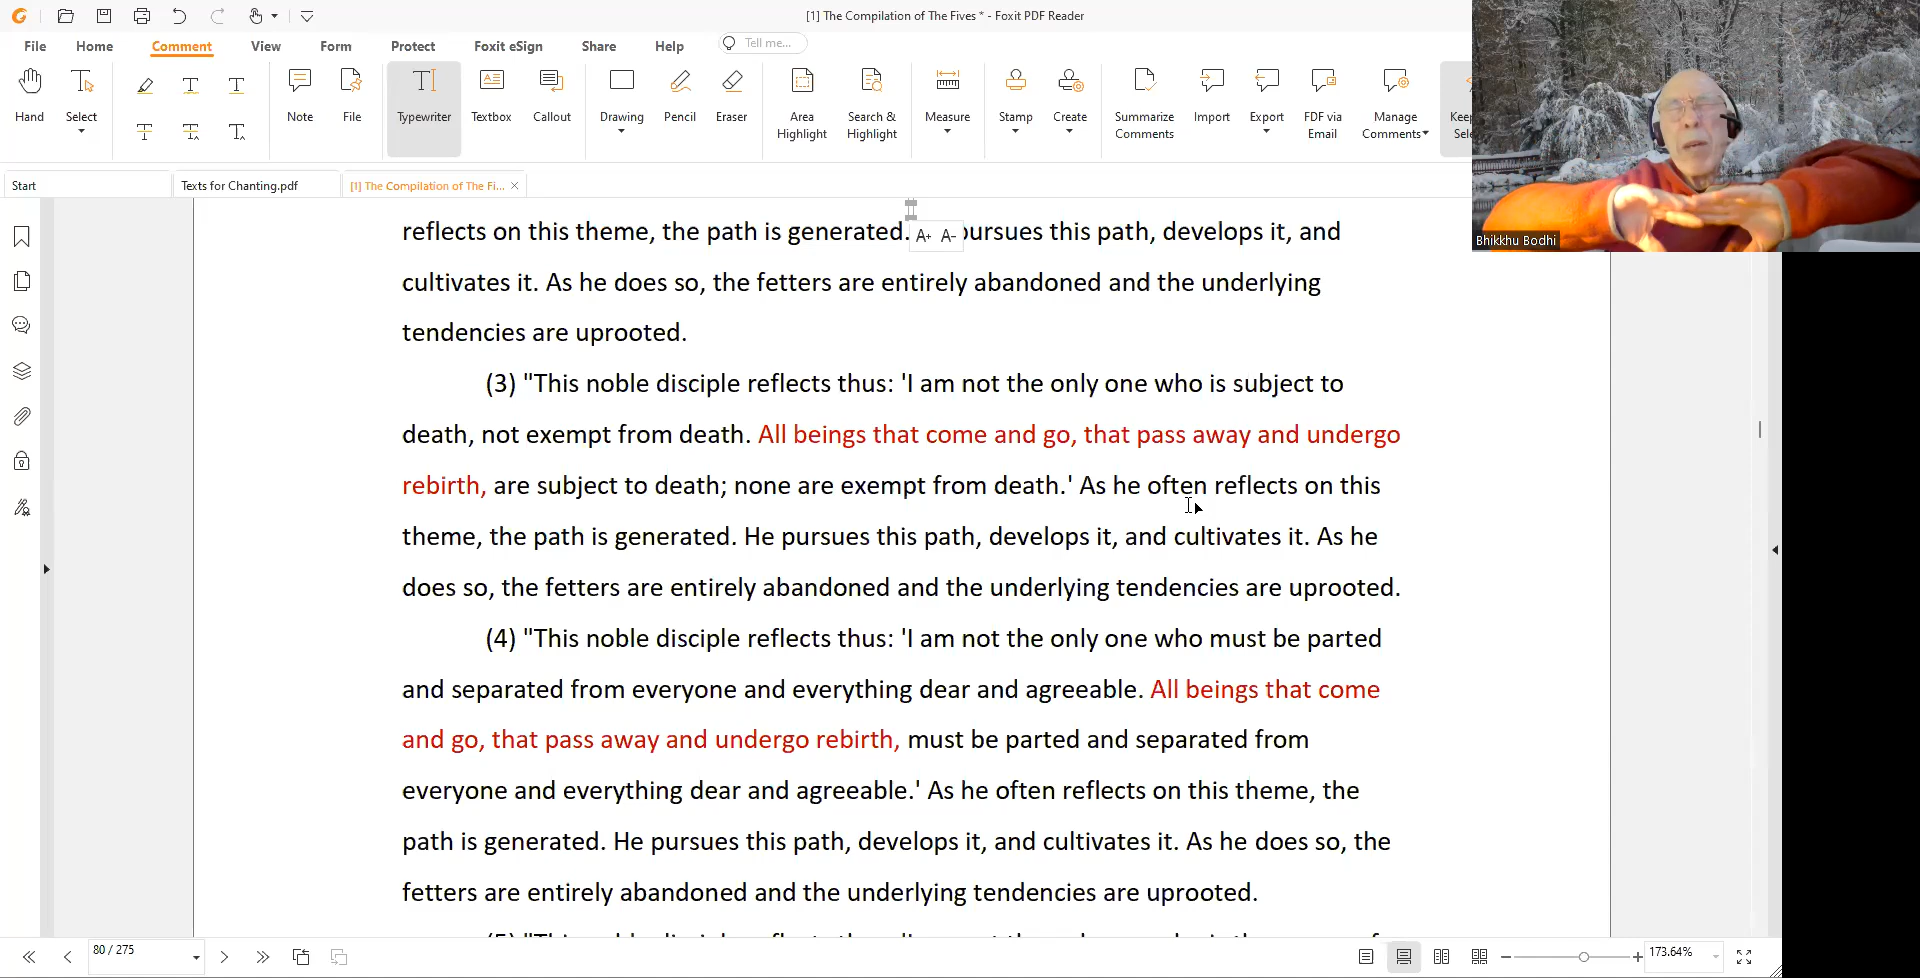 [1] The Compilation of The Fives * - Foxit PDF Reader
File Home Comment View Form Protect Foxit eSign Share Help Tell me...
Hand Select Note File Typewriter Textbox Callout Drawing Pencil Eraser Area Highlight Search & Highlight Measure Stamp Create Summarize Comments Import Export FDF via Email Manage Comments
Bhikkhu Bodhi
Start Texts for Chanting.pdf [1] The Compilation of The Fi...
reflects on this theme, the path is generated. pursues this path, develops it, and
A+ A-
cultivates it. As he does so, the fetters are entirely abandoned and the underlying
tendencies are uprooted.
(3) "This noble disciple reflects thus: 'I am not the only one who is subject to
death, not exempt from death. All beings that come and go, that pass away and undergo
rebirth, are subject to death; none are exempt from death.' As he often reflects on this
theme, the path is generated. He pursues this path, develops it, and cultivates it. As he
does so, the fetters are entirely abandoned and the underlying tendencies are uprooted.
(4) "This noble disciple reflects thus: 'I am not the only one who must be parted
and separated from everyone and everything dear and agreeable. All beings that come
and go, that pass away and undergo rebirth, must be parted and separated from
everyone and everything dear and agreeable.' As he often reflects on this theme, the
path is generated. He pursues this path, develops it, and cultivates it. As he does so, the
fetters are entirely abandoned and the underlying tendencies are uprooted.
80 / 275
173.64%